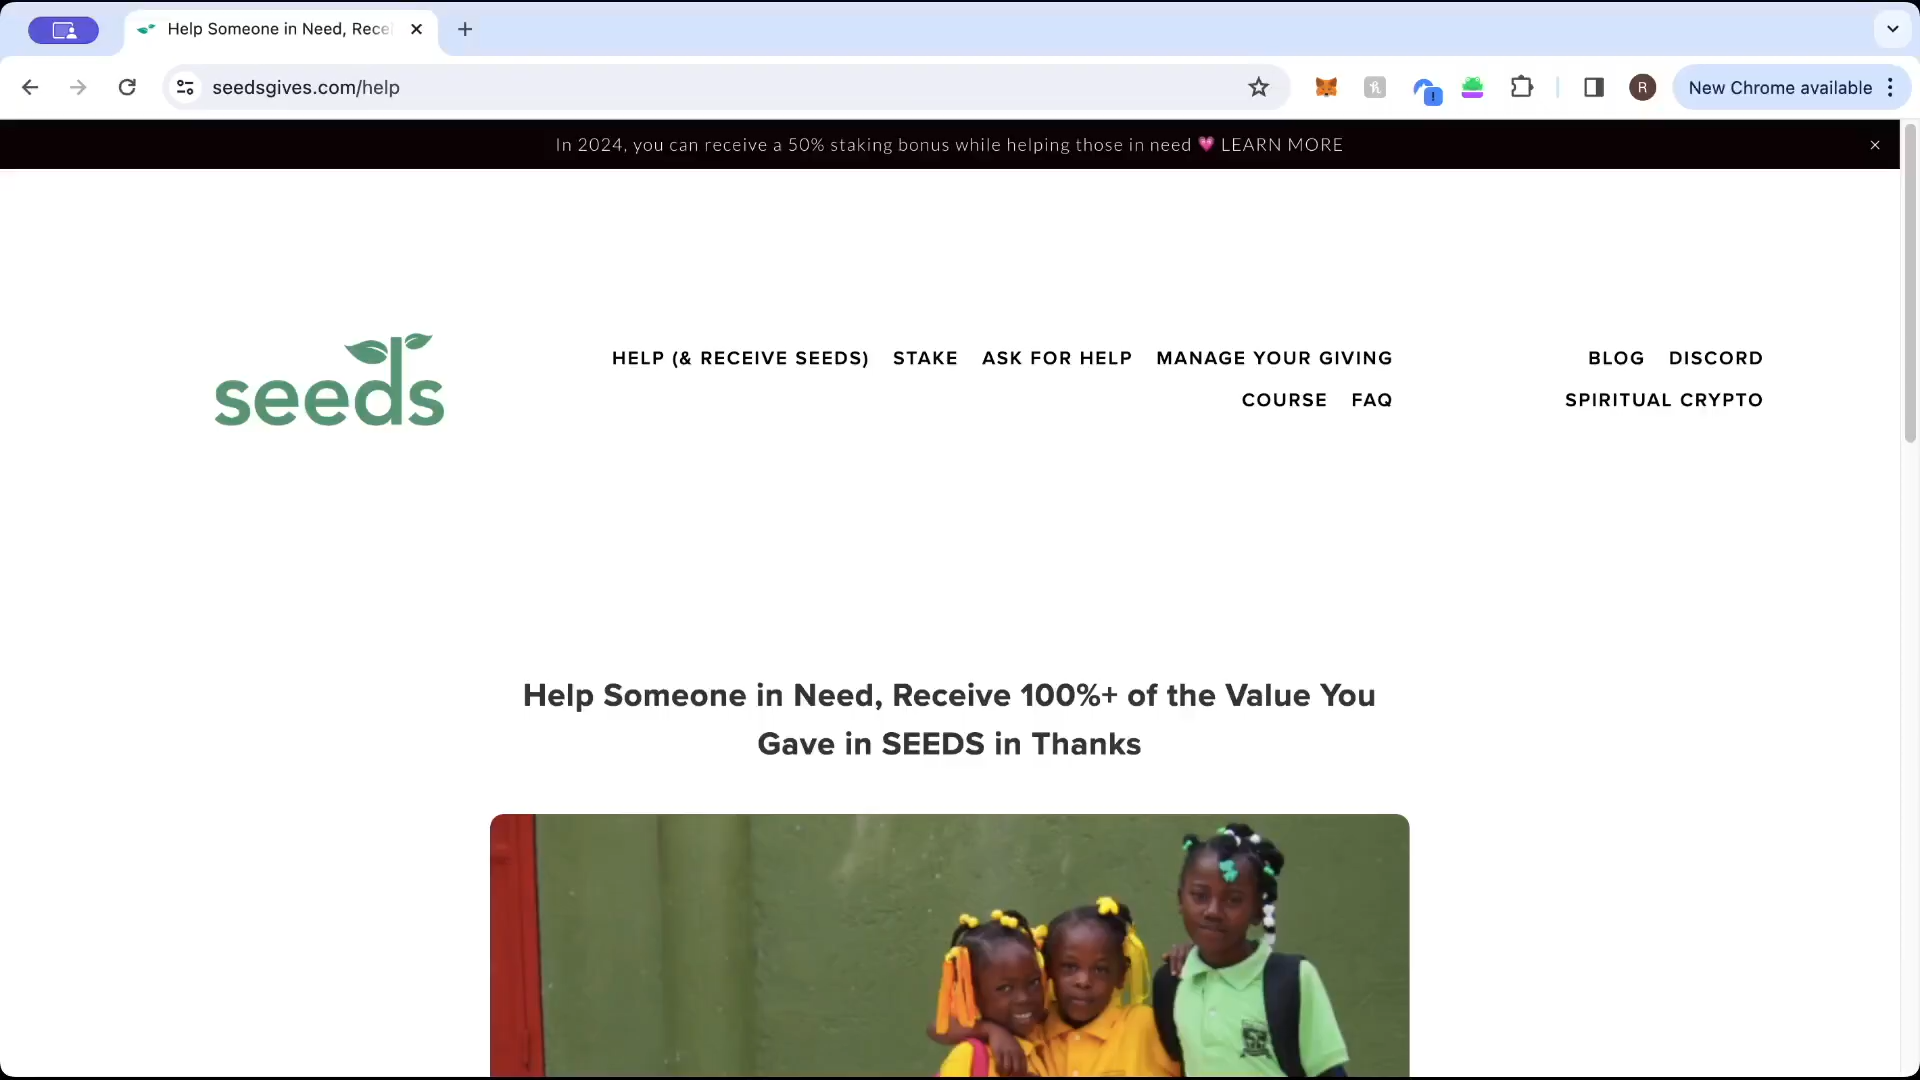 Help Someone in Need, Rece
seedsgives.com/help
R
New Chrome available
In 2024, you can receive a 50% staking bonus while helping those in need 💗 LEARN MORE
seeds
HELP (& RECEIVE SEEDS) STAKE ASK FOR HELP MANAGE YOUR GIVING
COURSE FAQ
BLOG DISCORD
SPIRITUAL CRYPTO
Help Someone in Need, Receive 100%+ of the Value You
Gave in SEEDS in Thanks